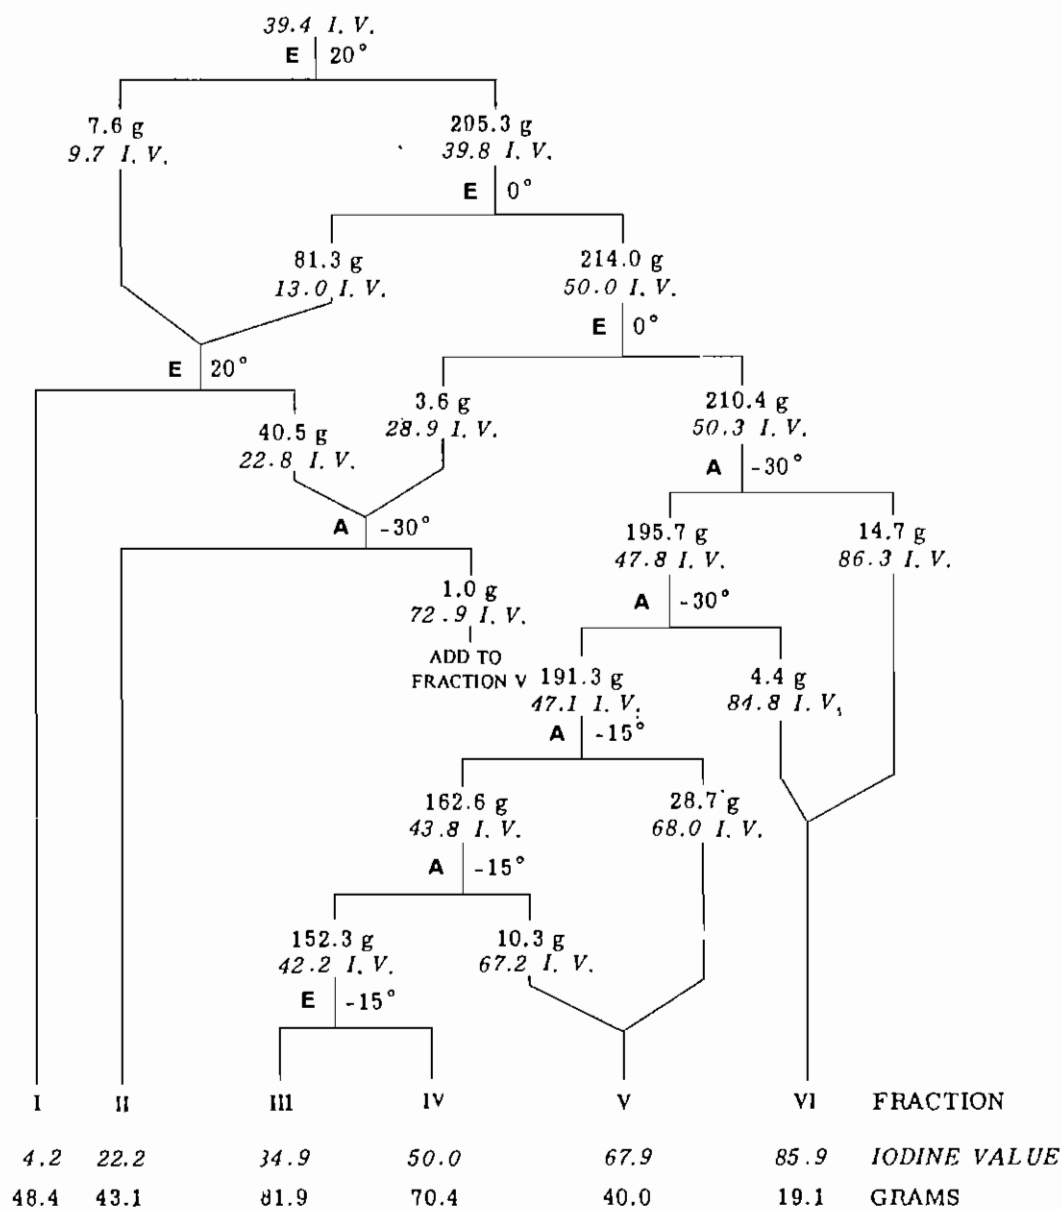 39.4 I. V.
E 20°
7.6 g
9.7 I. V.
295.3 g
39.8 I. V.
E 0°
81.3 g
13.0 I. V.
214.0 g
50.0 I. V.
E 0°
E 20°
3.6 g
28.9 I. V.
210.4 g
50.3 I. V.
40.5 g
22.8 I. V.
A -30°
A -30°
195.7 g
47.8 I. V.
14.7 g
86.3 I. V.
1.0 g
72.9 I. V.
ADD TO
FRACTION V
A -30°
191.3 g
47.1 I. V.
4.4 g
84.8 I. V.
A -15°
162.6 g
43.8 I. V.
28.7 g
68.0 I. V.
A -15°
152.3 g
42.2 I. V.
10.3 g
67.2 I. V.
E -15°
I II III IV V VI FRACTION
4.2 22.2 34.9 50.0 67.9 85.9 IODINE VALUE
48.4 43.1 81.9 70.4 40.0 19.1 GRAMS